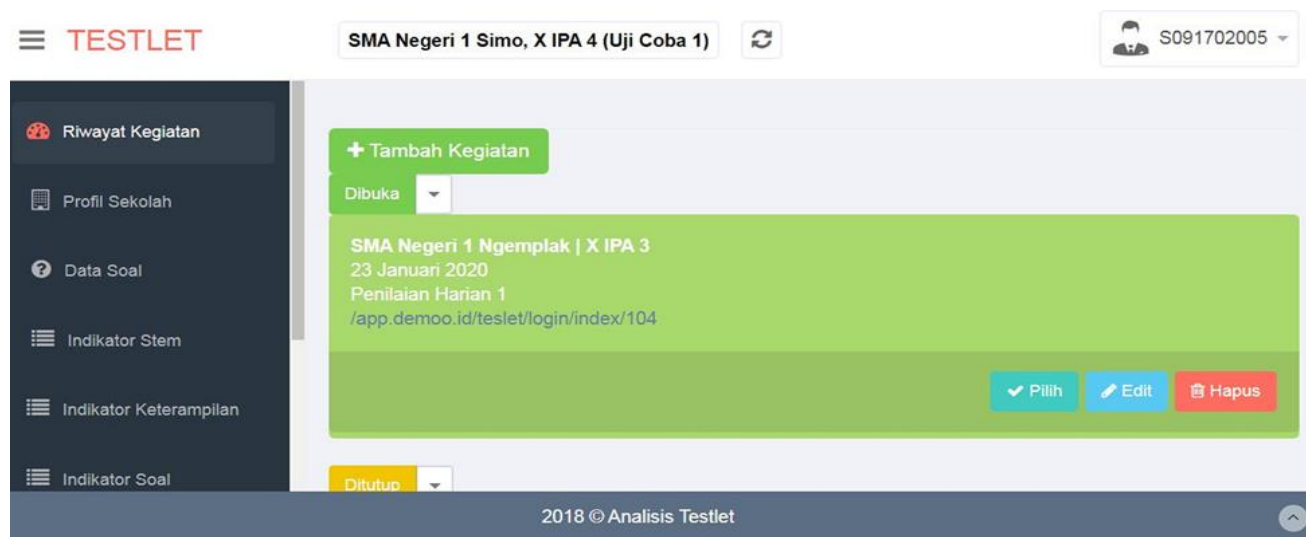 TESTLET
SMA Negeri 1 Simo, X IPA 4 (Uji Coba 1)
S091702005
Riwayat Kegiatan
Profil Sekolah
Data Soal
Indikator Stem
Indikator Keterampilan
Indikator Soal
Tambah Kegiatan
Dibuka
SMA Negeri 1 Ngemplak | X IPA 3
23 Januari 2020
Penilaian Harian 1
/app.demoo.id/teslet/login/index/104
Pilih
Edit
Hapus
Ditutup
2018 © Analisis Testlet